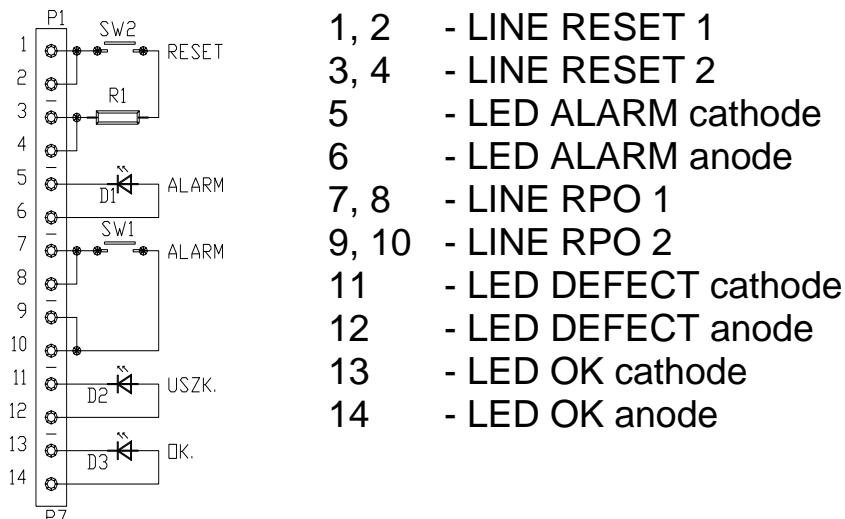 P1
1
SW2
RESET
2
R1
3
4
5
D1
ALARM
6
SW1
7
ALARM
8
9
10
11
D2
USZK.
12
13
D3
OK.
14
P7
1, 2 - LINE RESET 1
3, 4 - LINE RESET 2
5 - LED ALARM cathode
6 - LED ALARM anode
7, 8 - LINE RPO 1
9, 10 - LINE RPO 2
11 - LED DEFECT cathode
12 - LED DEFECT anode
13 - LED OK cathode
14 - LED OK anode